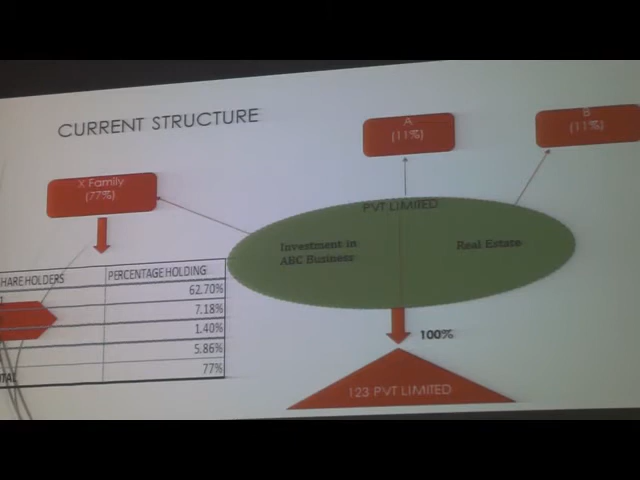 CURRENT STRUCTURE
A
(11%)
B
(11%)
X Family
(77%)
PVT LIMITED
Investment in
ABC Business
Real Estate
HARE HOLDERS PERCENTAGE HOLDING
62.70%
7.18%
1.40%
5.86%
TAL 77%
100%
123 PVT LIMITED